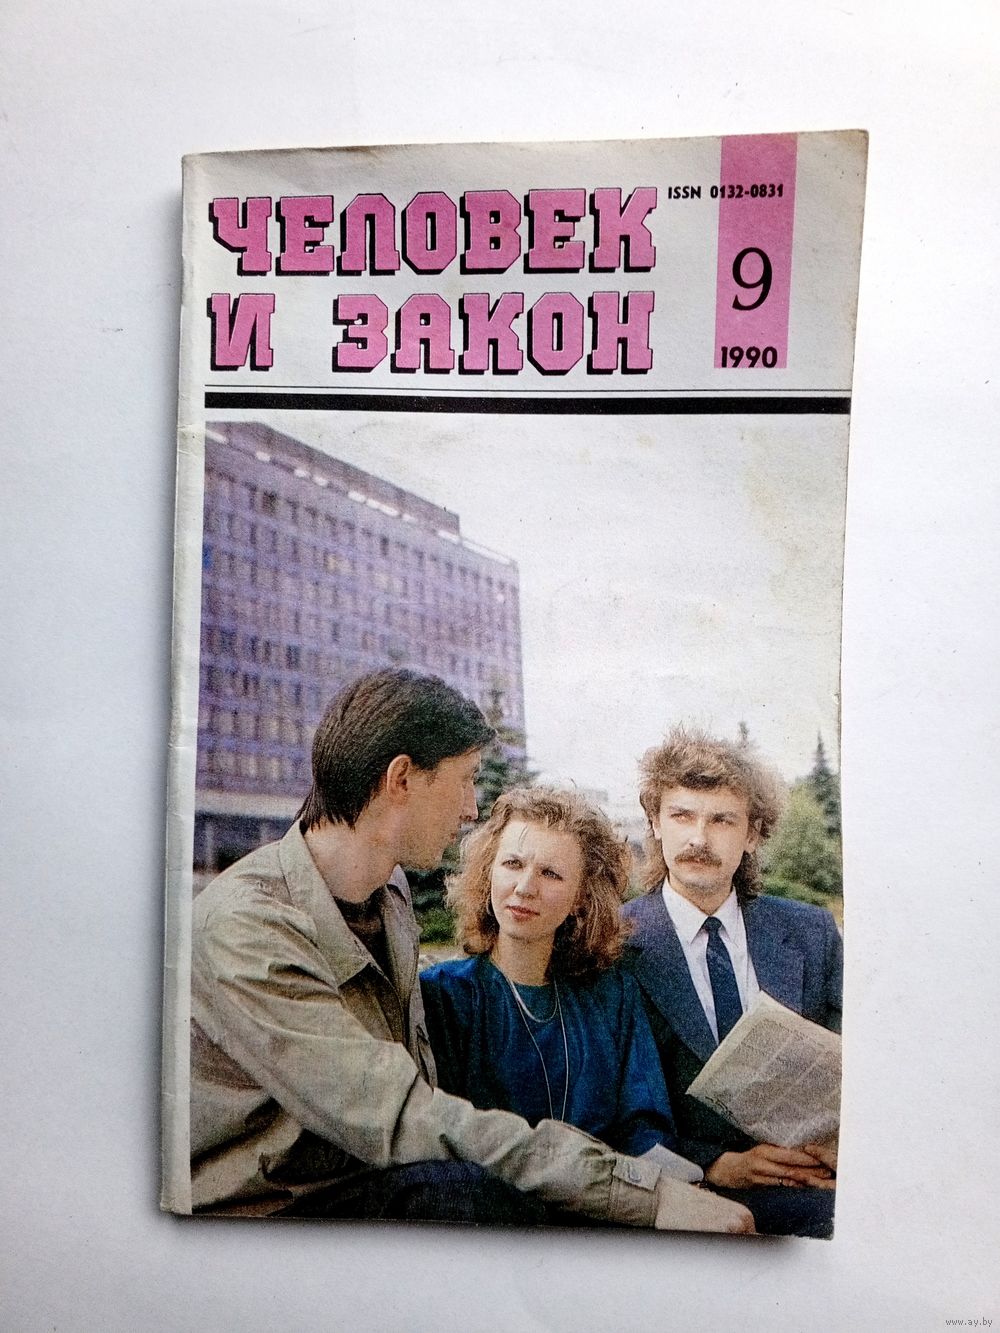 ЧЕЛОВЕК
И ЗАКОН
ISSN 0132-0831
9
1990
www.ay.by